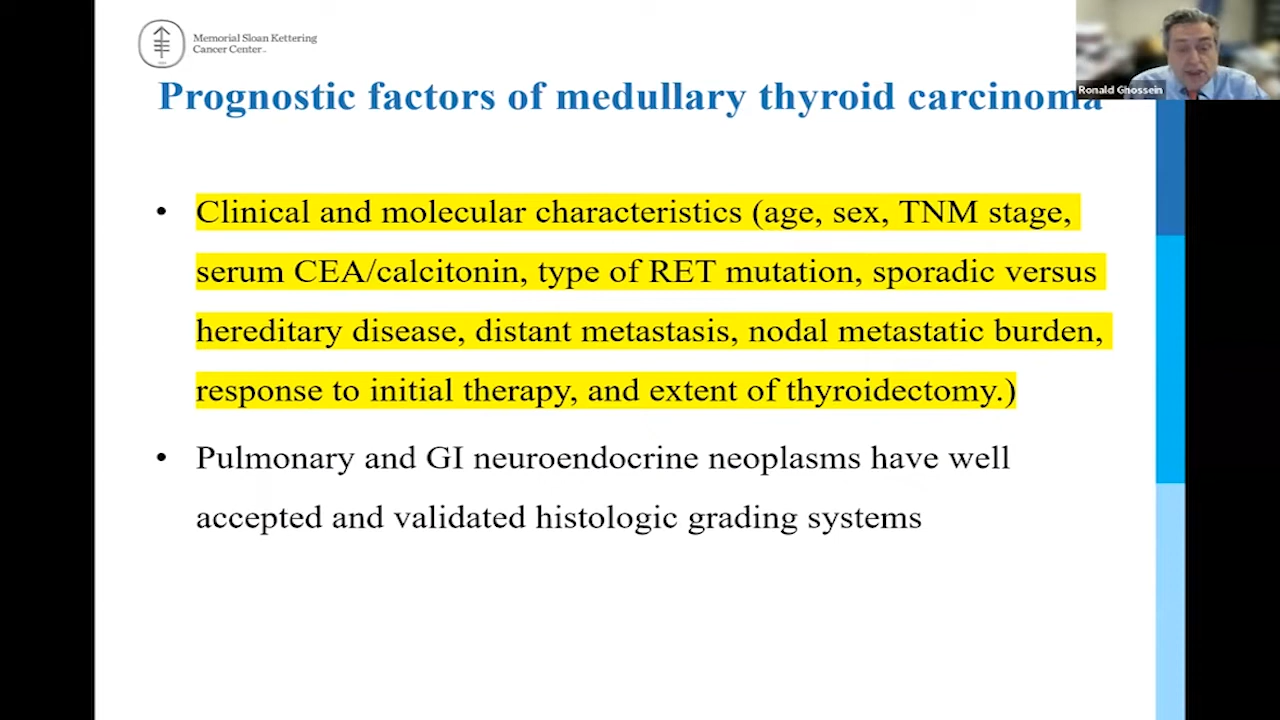 Memorial Sloan Kettering
Cancer Center
Ronald Ghossein
Prognostic factors of medullary thyroid carcinoma
• Clinical and molecular characteristics (age, sex, TNM stage,
serum CEA/calcitonin, type of RET mutation, sporadic versus
hereditary disease, distant metastasis, nodal metastatic burden,
response to initial therapy, and extent of thyroidectomy.)
• Pulmonary and GI neuroendocrine neoplasms have well
accepted and validated histologic grading systems